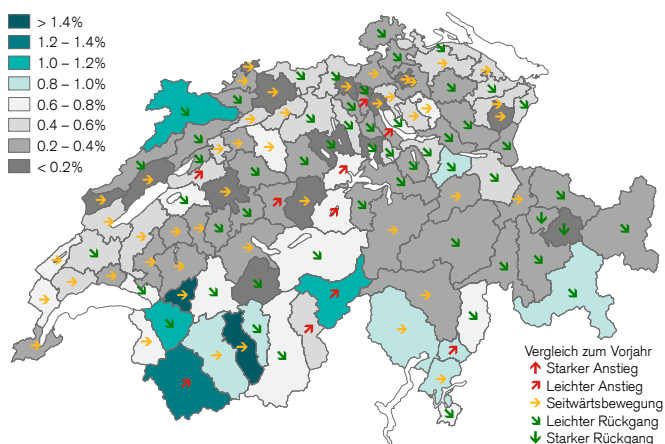 > 1.4%
1.2 – 1.4%
1.0 – 1.2%
0.8 – 1.0%
0.6 – 0.8%
0.4 – 0.6%
0.2 – 0.4%
< 0.2%
Vergleich zum Vorjahr
Starker Anstieg
Leichter Anstieg
Seitwärtsbewegung
Leichter Rückgang
Starker Rückgang